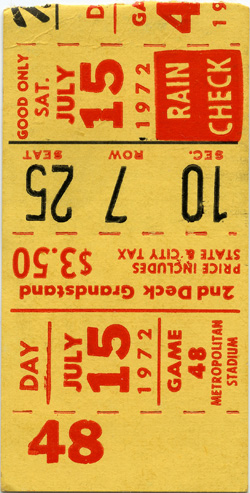 GOOD ONLY
SAT.
JULY
15
1972
RAIN
CHECK
2nd Deck Grandstand
PRICE INCLUDES
STATE & CITY TAX
$3.50
10 7 25
SEC. ROW SEAT
DAY
JULY
15
1972
GAME
48
METROPOLITAN
STADIUM
48